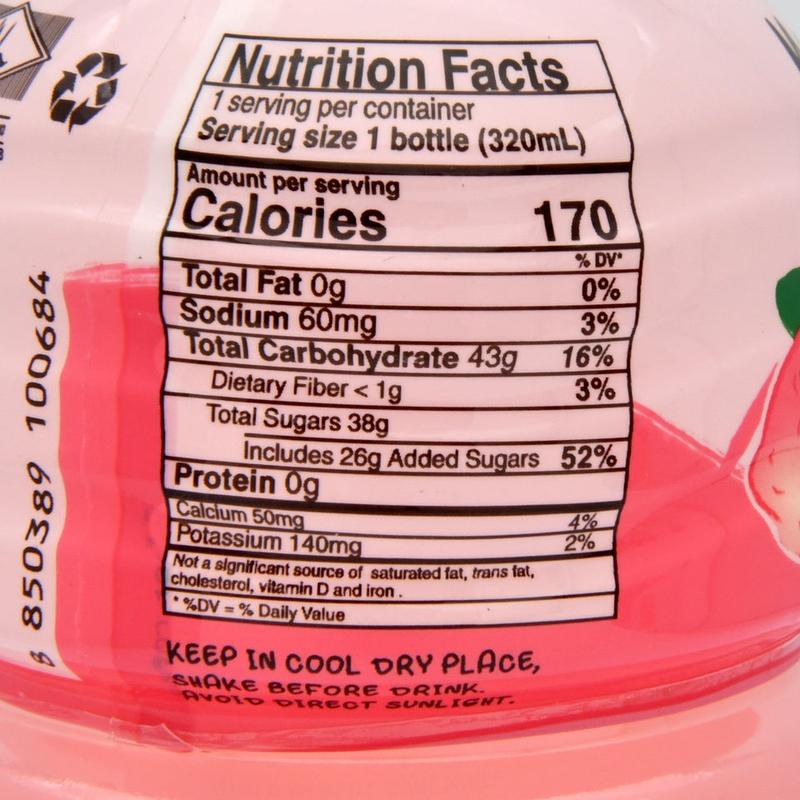 Nutrition Facts
1 serving per container
Serving size 1 bottle (320mL)
Amount per serving
Calories 170
% DV*
Total Fat 0g 0%
Sodium 60mg 3%
Total Carbohydrate 43g 16%
Dietary Fiber < 1g 3%
Total Sugars 38g
Includes 26g Added Sugars 52%
Protein 0g
Calcium 50mg 4%
Potassium 140mg 2%
Not a significant source of saturated fat, trans fat,
cholesterol, vitamin D and iron .
* %DV = % Daily Value
KEEP IN COOL DRY PLACE,
SHAKE BEFORE DRINK.
AVOID DIRECT SUNLIGHT.
8 850389 100684